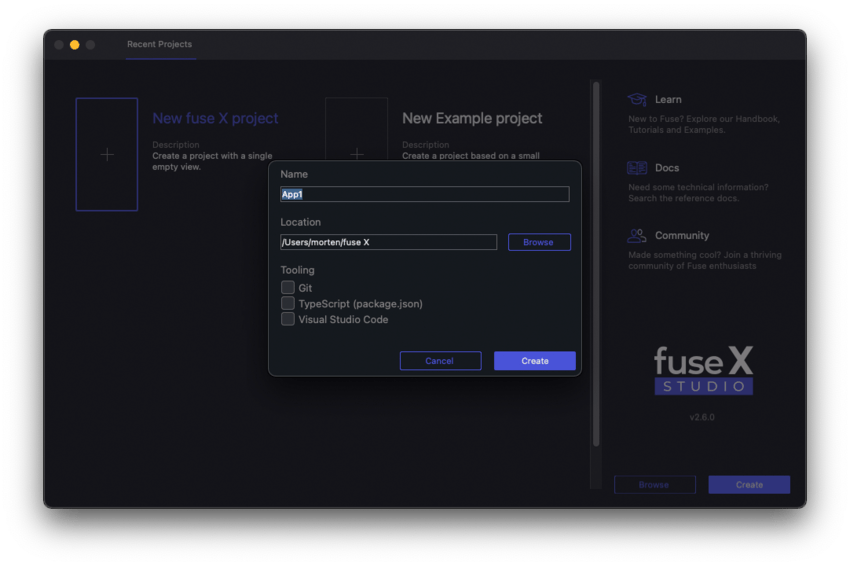 Recent Projects
New fuse X project
Description
Create a project with a single
empty view.
New Example project
Description
Create a project based on a small
Name
App1
Location
/Users/morten/fuse X
Browse
Tooling
Git
TypeScript (package.json)
Visual Studio Code
Cancel
Create
Learn
New to Fuse? Explore our Handbook,
Tutorials and Examples.
Docs
Need some technical information?
Search the reference docs.
Community
Made something cool? Join a thriving
community of Fuse enthusiasts
fuse X
STUDIO
v2.6.0
Browse
Create